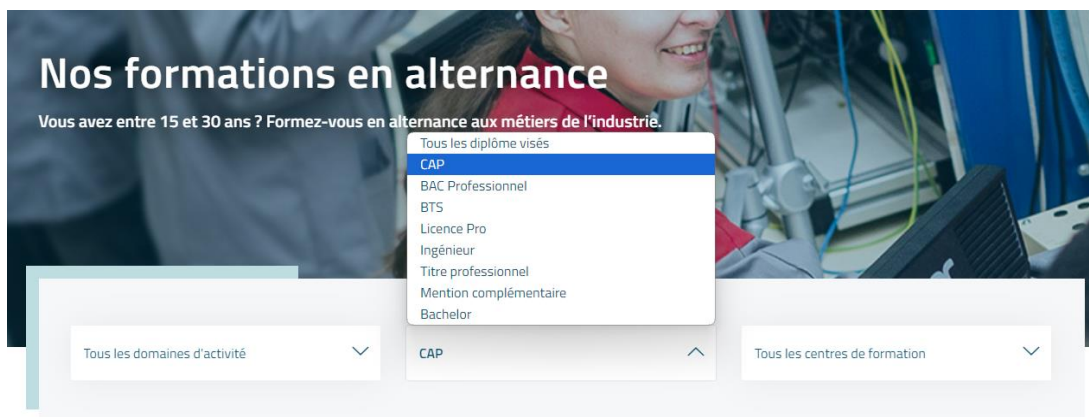 Nos formations en alternance
Vous avez entre 15 et 30 ans ? Formez-vous en alternance aux métiers de l'industrie.
Tous les diplôme visés
CAP
BAC Professionnel
BTS
Licence Pro
Ingénieur
Titre professionnel
Mention complémentaire
Bachelor
Tous les domaines d'activité
CAP
Tous les centres de formation